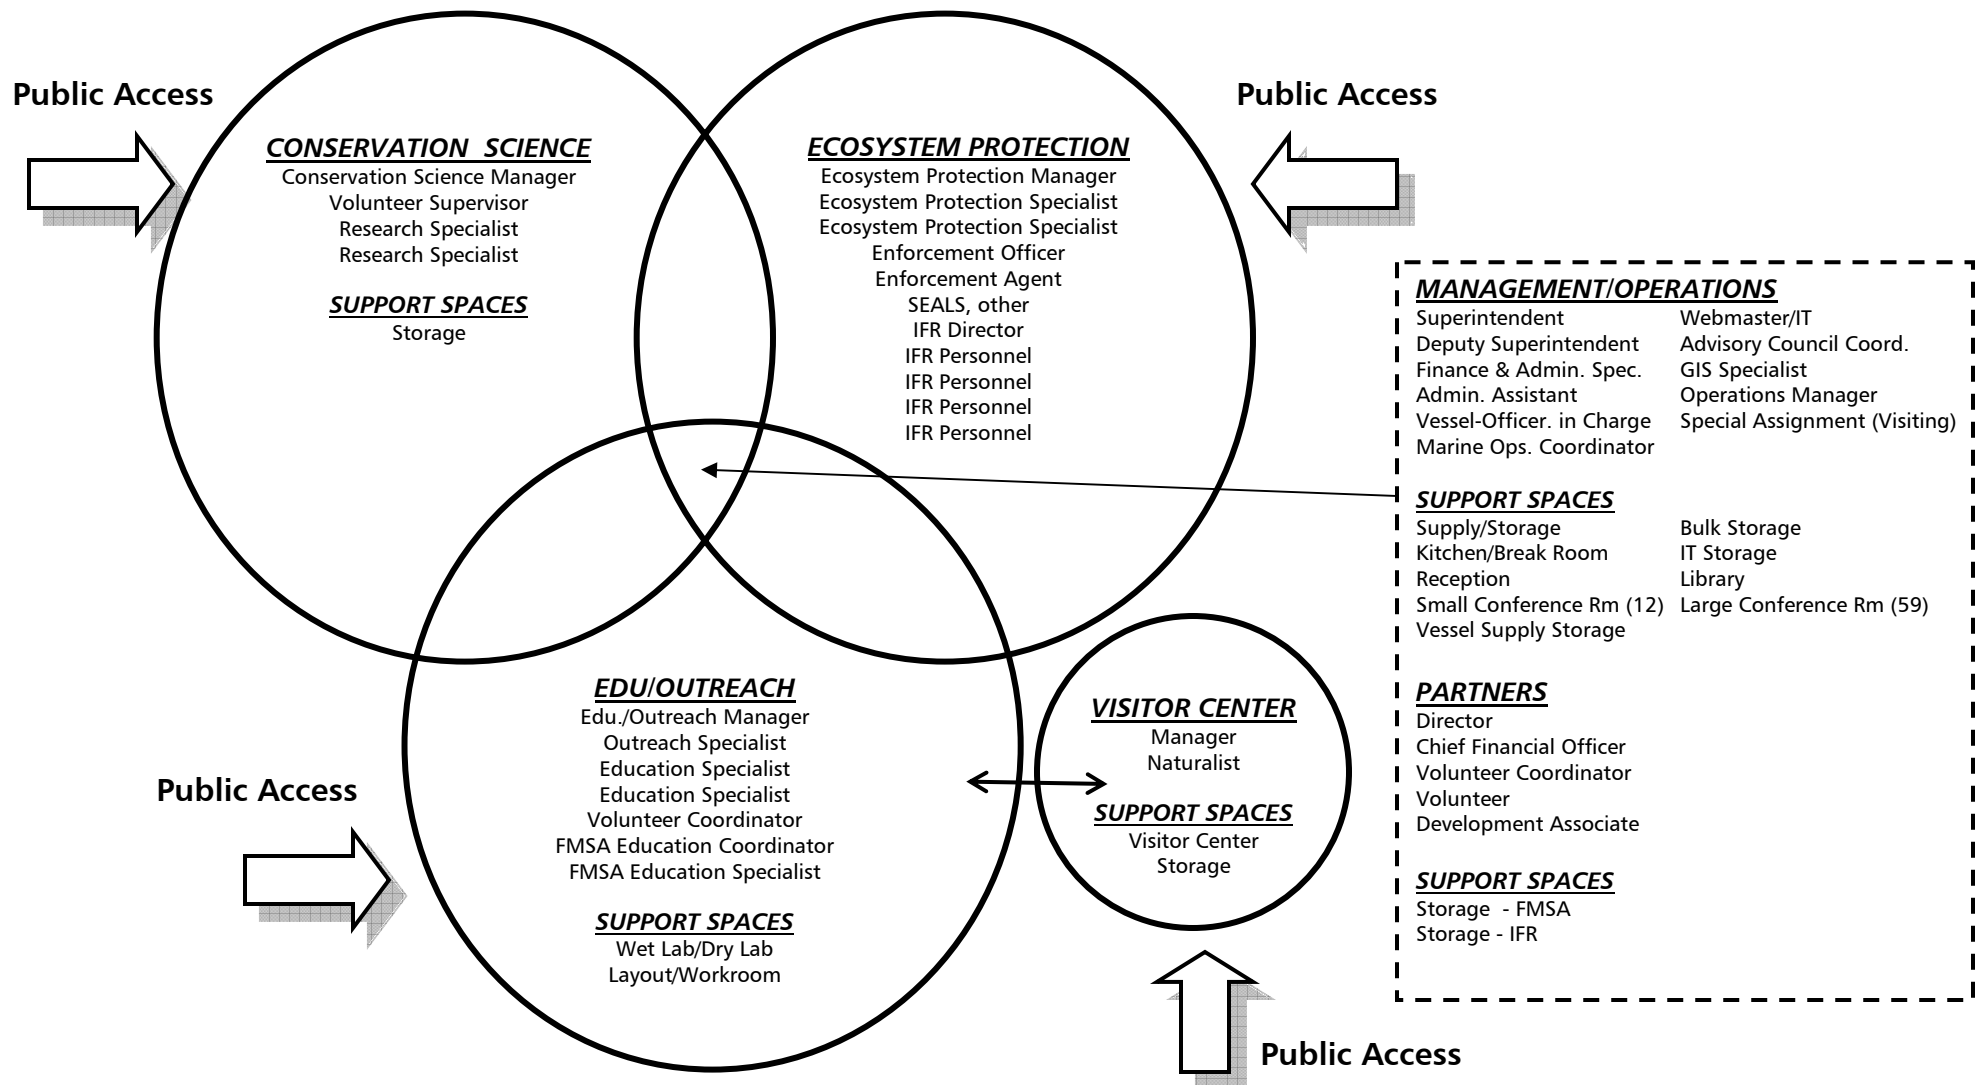 Public Access
CONSERVATION SCIENCE
Conservation Science Manager
Volunteer Supervisor
Research Specialist
Research Specialist
SUPPORT SPACES
Storage
ECOSYSTEM PROTECTION
Ecosystem Protection Manager
Ecosystem Protection Specialist
Ecosystem Protection Specialist
Enforcement Officer
Enforcement Agent
SEALS, other
IFR Director
IFR Personnel
IFR Personnel
IFR Personnel
IFR Personnel
Public Access
MANAGEMENT/OPERATIONS
Superintendent Webmaster/IT
Deputy Superintendent Advisory Council Coord.
Finance & Admin. Spec. GIS Specialist
Admin. Assistant Operations Manager
Vessel-Officer. in Charge Special Assignment (Visiting)
Marine Ops. Coordinator
SUPPORT SPACES
Supply/Storage Bulk Storage
Kitchen/Break Room IT Storage
Reception Library
Small Conference Rm (12) Large Conference Rm (59)
Vessel Supply Storage
PARTNERS
Director
Chief Financial Officer
Volunteer Coordinator
Volunteer
Development Associate
SUPPORT SPACES
Storage - FMSA
Storage - IFR
Public Access
EDU/OUTREACH
Edu./Outreach Manager
Outreach Specialist
Education Specialist
Education Specialist
Volunteer Coordinator
FMSA Education Coordinator
FMSA Education Specialist
SUPPORT SPACES
Wet Lab/Dry Lab
Layout/Workroom
VISITOR CENTER
Manager
Naturalist
SUPPORT SPACES
Visitor Center
Storage
Public Access